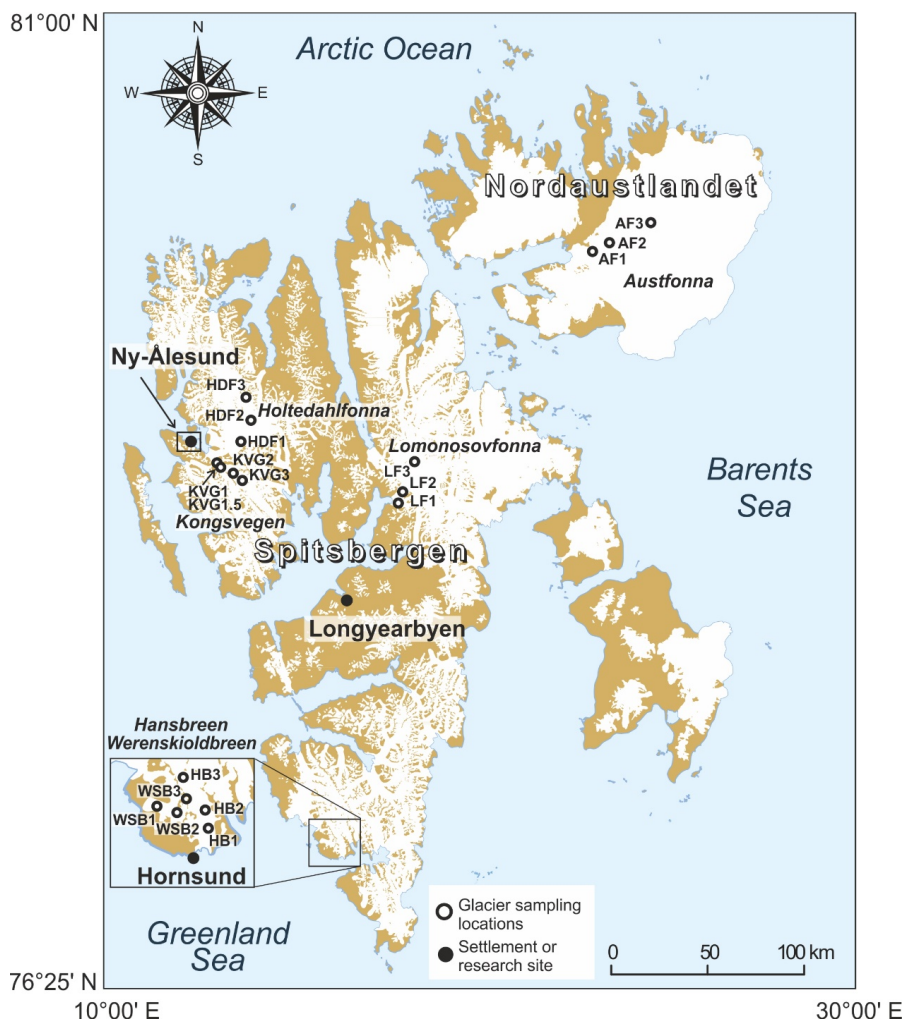 81°00' N
Arctic Ocean
N
W
E
S
Nordaustlandet
AF3
AF2
AF1
Austfonna
Ny-Ålesund
HDF3
HDF2
Holtedahlfonna
HDF1
KVG2
KVG3
KVG1
KVG1.5
Kongsvegen
Lomonosovfonna
LF3
LF2
LF1
Barents
Sea
Spitsbergen
Longyearbyen
Hansbreen
Werenskioldbreen
HB3
WSB3
HB2
WSB1
WSB2
HB1
Hornsund
Greenland
Sea
Glacier sampling
locations
Settlement or
research site
0 50 100 km
76°25' N
10°00' E
30°00' E